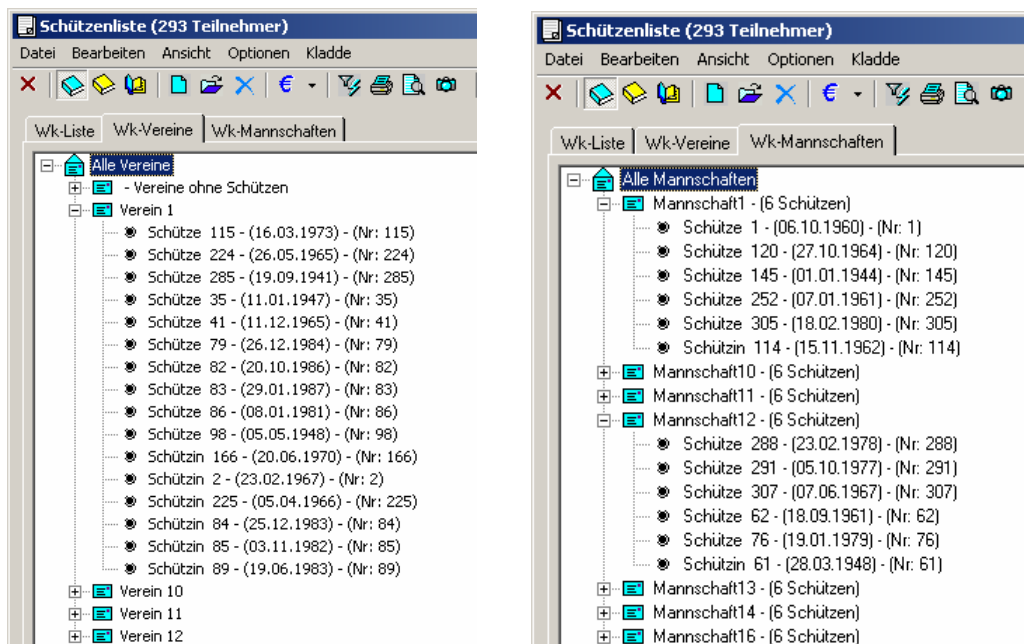 Schützenliste (293 Teilnehmer)
Datei Bearbeiten Ansicht Optionen Kladde
€
Wk-Liste Wk-Vereine Wk-Mannschaften
Alle Vereine
- Vereine ohne Schützen
Verein 1
Schütze 115 - (16.03.1973) - (Nr: 115)
Schütze 224 - (26.05.1965) - (Nr: 224)
Schütze 285 - (19.09.1941) - (Nr: 285)
Schütze 35 - (11.01.1947) - (Nr: 35)
Schütze 41 - (11.12.1965) - (Nr: 41)
Schütze 79 - (26.12.1984) - (Nr: 79)
Schütze 82 - (20.10.1986) - (Nr: 82)
Schütze 83 - (29.01.1987) - (Nr: 83)
Schütze 86 - (08.01.1981) - (Nr: 86)
Schütze 98 - (05.05.1948) - (Nr: 98)
Schützin 166 - (20.06.1970) - (Nr: 166)
Schützin 2 - (23.02.1967) - (Nr: 2)
Schützin 225 - (05.04.1966) - (Nr: 225)
Schützin 84 - (25.12.1983) - (Nr: 84)
Schützin 85 - (03.11.1982) - (Nr: 85)
Schützin 89 - (19.06.1983) - (Nr: 89)
Verein 10
Verein 11
Verein 12
Schützenliste (293 Teilnehmer)
Datei Bearbeiten Ansicht Optionen Kladde
€
Wk-Liste Wk-Vereine Wk-Mannschaften
Alle Mannschaften
Mannschaft1 - (6 Schützen)
Schütze 1 - (06.10.1960) - (Nr: 1)
Schütze 120 - (27.10.1964) - (Nr: 120)
Schütze 145 - (01.01.1944) - (Nr: 145)
Schütze 252 - (07.01.1961) - (Nr: 252)
Schütze 305 - (18.02.1980) - (Nr: 305)
Schützin 114 - (15.11.1962) - (Nr: 114)
Mannschaft10 - (6 Schützen)
Mannschaft11 - (6 Schützen)
Mannschaft12 - (6 Schützen)
Schütze 288 - (23.02.1978) - (Nr: 288)
Schütze 291 - (05.10.1977) - (Nr: 291)
Schütze 307 - (07.06.1967) - (Nr: 307)
Schütze 62 - (18.09.1961) - (Nr: 62)
Schütze 76 - (19.01.1979) - (Nr: 76)
Schützin 61 - (28.03.1948) - (Nr: 61)
Mannschaft13 - (6 Schützen)
Mannschaft14 - (6 Schützen)
Mannschaft16 - (6 Schützen)